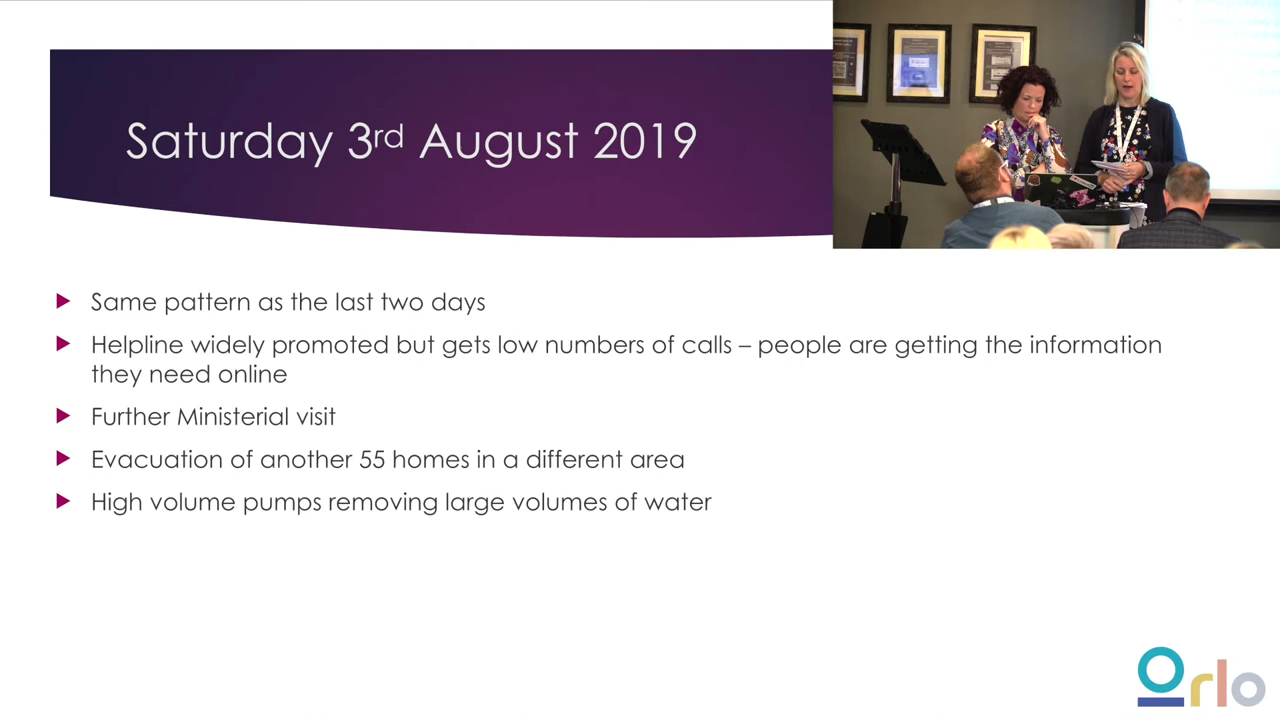 Saturday 3rd August 2019
Same pattern as the last two days
Helpline widely promoted but gets low numbers of calls – people are getting the information
they need online
Further Ministerial visit
Evacuation of another 55 homes in a different area
High volume pumps removing large volumes of water
Orlo